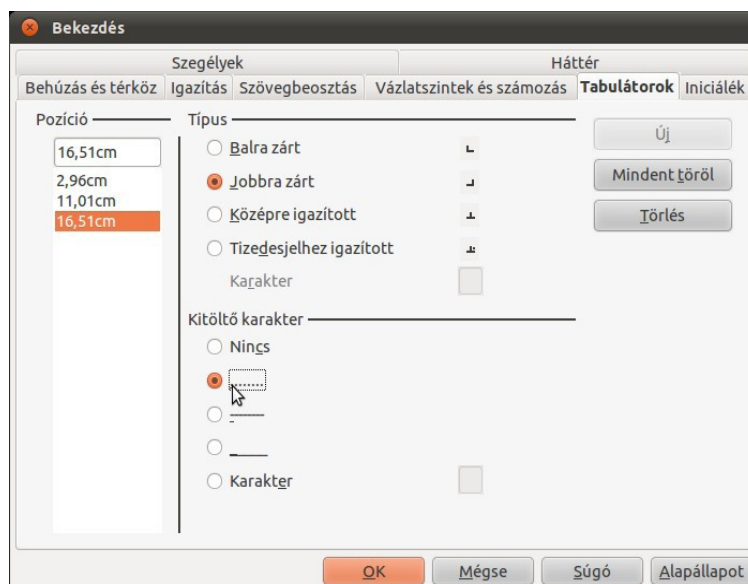 Bekezdés
Szegélyek Háttér
Behúzás és térköz Igazítás Szövegbeosztás Vázlatszintek és számozás Tabulátorok Iniciálék
Pozíció
16,51cm
2,96cm
11,01cm
16,51cm
Típus
Balra zárt
Jobbra zárt
Középre igazított
Tizedesjelhez igazított
Karakter
Kitöltő karakter
Nincs
........
-------
______
Karakter
Új
Mindent töröl
Törlés
OK Mégse Súgó Alapállapot